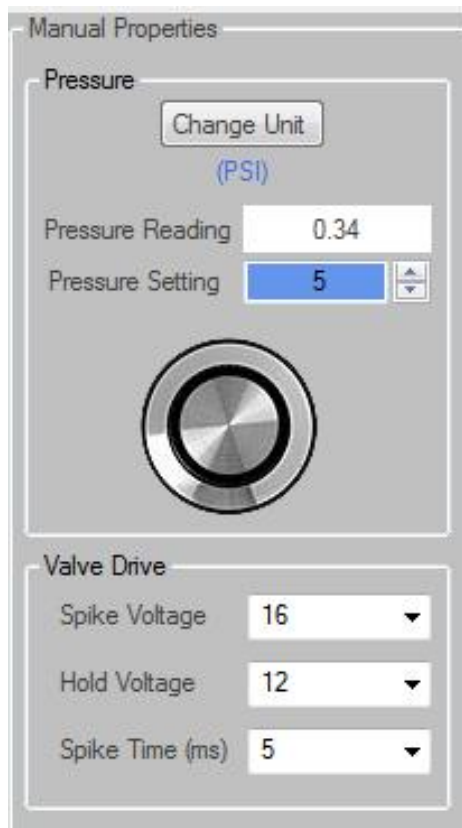 Manual Properties
Pressure
Change Unit
(PSI)
Pressure Reading 0.34
Pressure Setting 5
Valve Drive
Spike Voltage 16
Hold Voltage 12
Spike Time (ms) 5